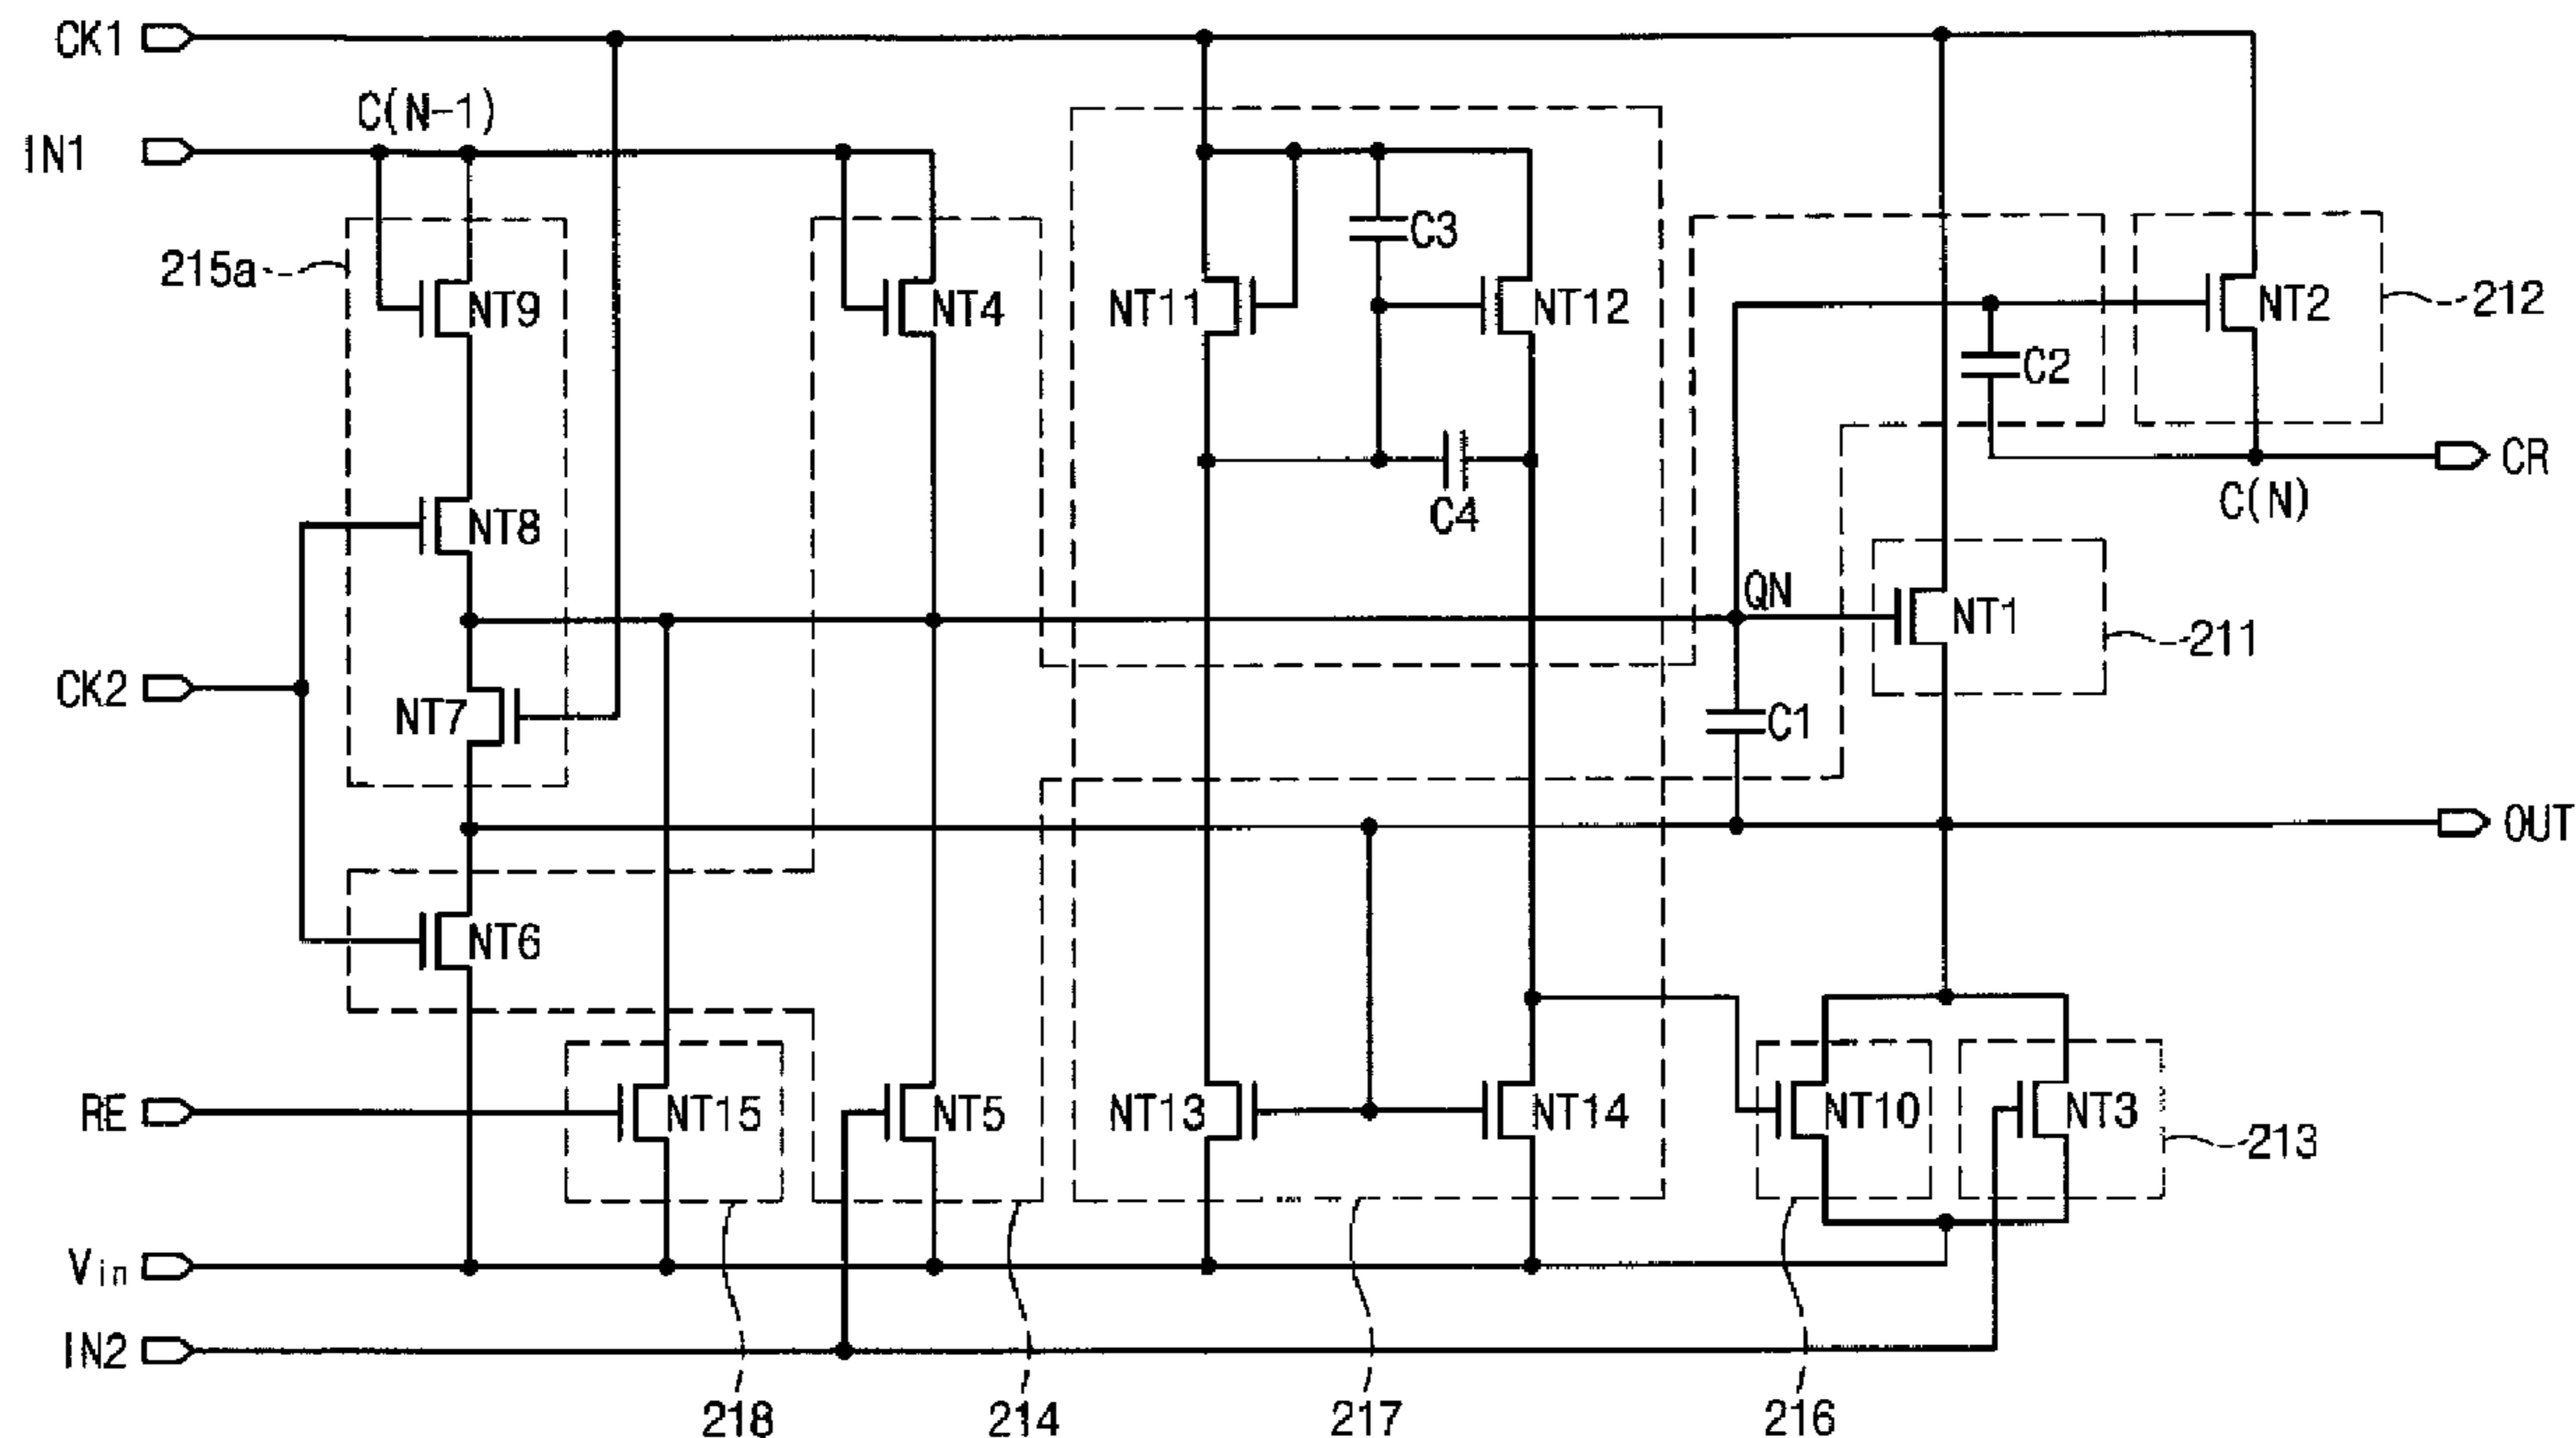 CK1
C(N-1)
IN1
215a
NT9
NT4
NT11
C3
NT12
NT2
212
C2
CR
NT8
C4
C(N)
QN
NT1
211
CK2
NT7
C1
OUT
NT6
RE
NT15
NT5
NT13
NT14
NT10
NT3
213
Vin
IN2
218
214
217
216